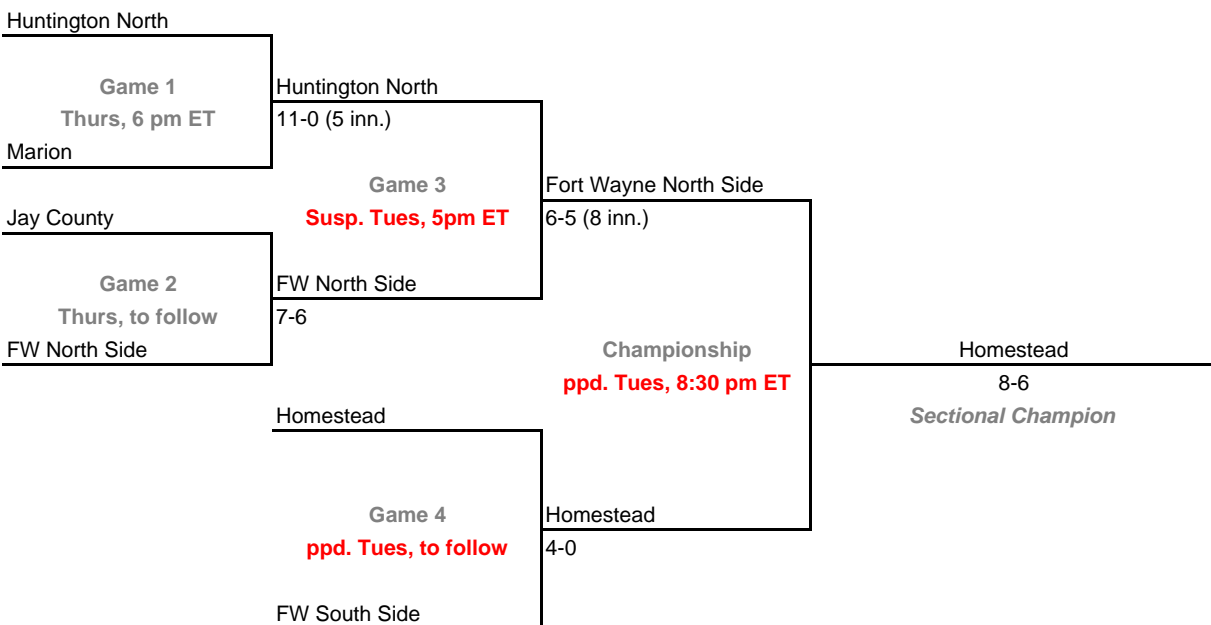 Huntington North
Game 1
Huntington North
Thurs, 6 pm ET
11-0 (5 inn.)
Marion
Game 3
Fort Wayne North Side
Jay County
Susp. Tues, 5pm ET
6-5 (8 inn.)
Game 2
FW North Side
Thurs, to follow
7-6
FW North Side
Championship
Homestead
ppd. Tues, 8:30 pm ET
8-6
Homestead
Sectional Champion
Game 4
Homestead
ppd. Tues, to follow
4-0
FW South Side